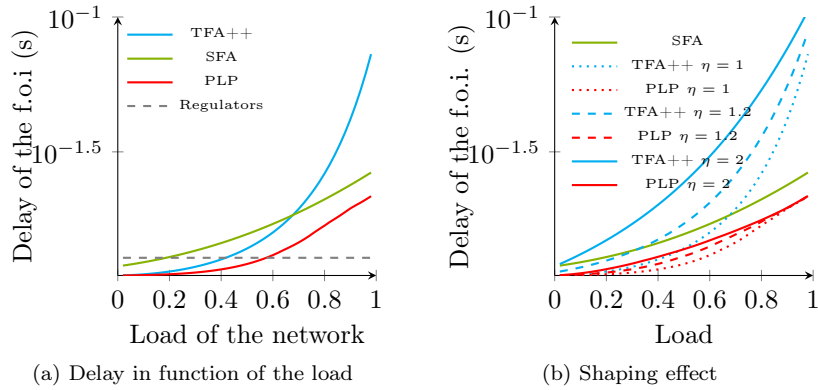 Delay of the f.o.i (s)
10^{-1}
10^{-1.5}
TFA++
SFA
PLP
Regulators
0 0.2 0.4 0.6 0.8 1
Load of the network
(a) Delay in function of the load
Delay of the f.o.i. (s)
10^{-1}
10^{-1.5}
SFA
TFA++ η = 1
PLP η = 1
TFA++ η = 1.2
PLP η = 1.2
TFA++ η = 2
PLP η = 2
0 0.2 0.4 0.6 0.8 1
Load
(b) Shaping effect